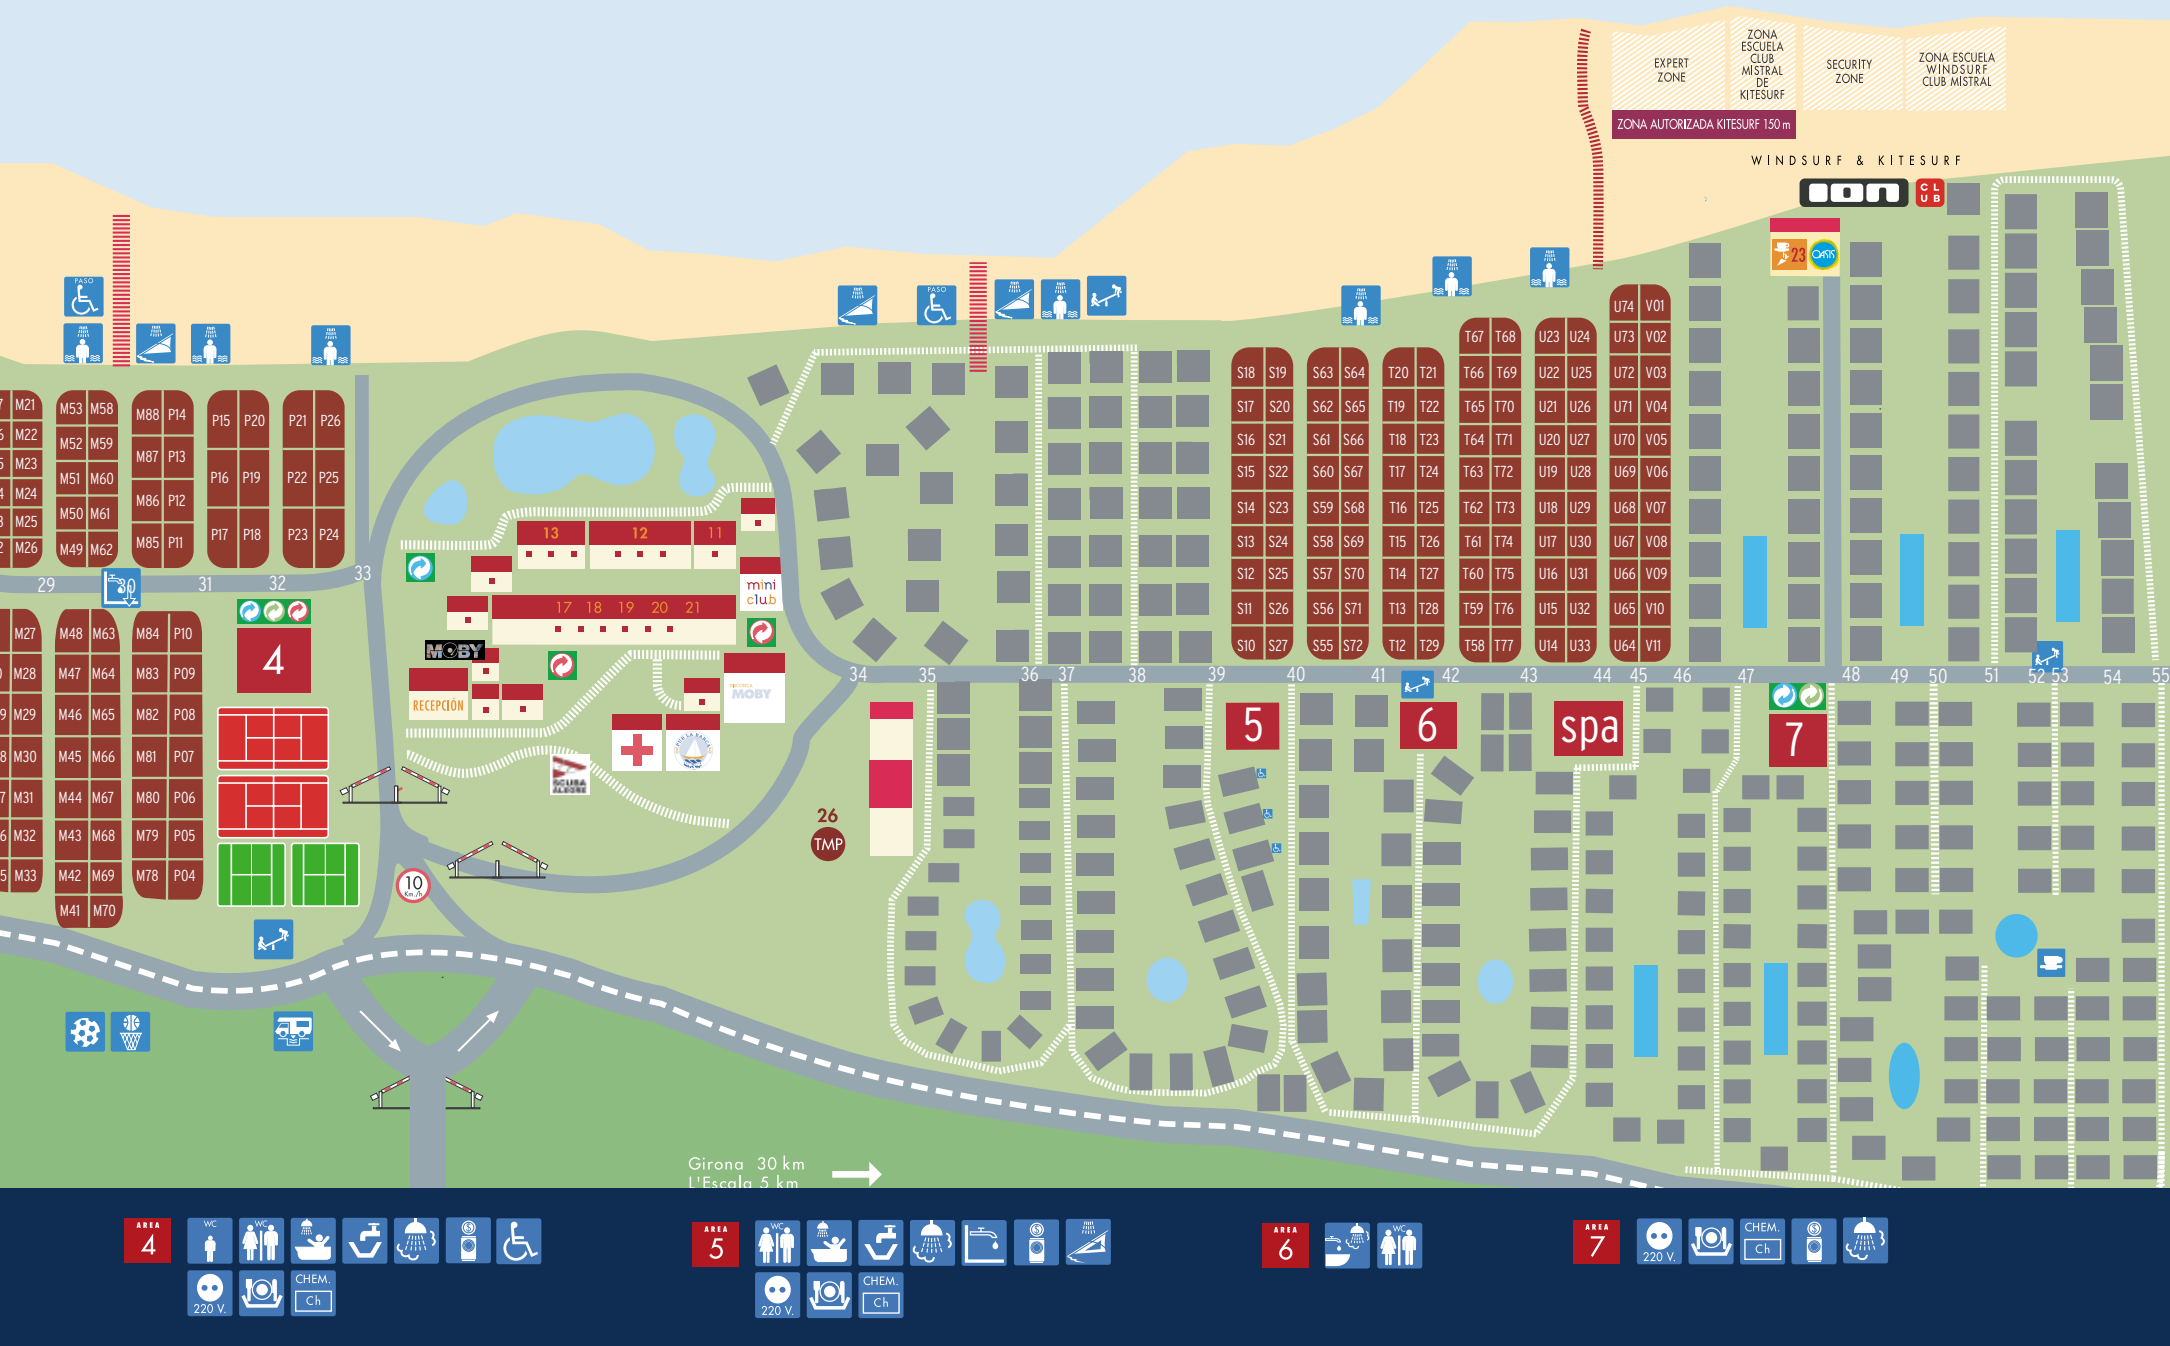 EXPERT
ZONE
ZONA
ESCUELA
CLUB
MISTRAL
DE
KITESURF
SECURITY
ZONE
ZONA ESCUELA
WINDSURF
CLUB MISTRAL
ZONA AUTORIZADA KITESURF 150 m
WINDSURF & KITESURF
ion
CL
UB
23 OASIS
PASO
PASO
M21
M22
M23
M24
M25
M26
M53 M58
M52 M59
M51 M60
M50 M61
M49 M62
M88 P14
M87 P13
M86 P12
M85 P11
P15 P20
P16 P19
P17 P18
P21 P26
P22 P25
P23 P24
29 30 31 32 33
M27
M28
M29
M30
M31
M32
M33
M48 M63
M47 M64
M46 M65
M45 M66
M44 M67
M43 M68
M42 M69
M41 M70
M84 P10
M83 P09
M82 P08
M81 P07
M80 P06
M79 P05
M78 P04
4
13 12 11
mini
club
17 18 19 20 21
MOBY
RECEPCIÓN
MOBY
SCUBA
ALEGRE
10
Km./h
26
TMP
S18 S19
S17 S20
S16 S21
S15 S22
S14 S23
S13 S24
S12 S25
S11 S26
S10 S27
S63 S64
S62 S65
S61 S66
S60 S67
S59 S68
S58 S69
S57 S70
S56 S71
S55 S72
T20 T21
T19 T22
T18 T23
T17 T24
T16 T25
T15 T26
T14 T27
T13 T28
T12 T29
T67 T68
T66 T69
T65 T70
T64 T71
T63 T72
T62 T73
T61 T74
T60 T75
T59 T76
T58 T77
U23 U24
U22 U25
U21 U26
U20 U27
U19 U28
U18 U29
U17 U30
U16 U31
U15 U32
U14 U33
U74 V01
U73 V02
U72 V03
U71 V04
U70 V05
U69 V06
U68 V07
U67 V08
U66 V09
U65 V10
U64 V11
34 35 36 37 38 39 40 41 42 43 44 45 46 47 48 49 50 51 52 53 54 55
5
6
spa
7
Girona 30 km
L'Escala 5 km
AREA
4
WC
WC
220 V.
CHEM.
Ch
AREA
5
WC
220 V.
CHEM.
Ch
AREA
6
WC
AREA
7
220 V.
CHEM.
Ch